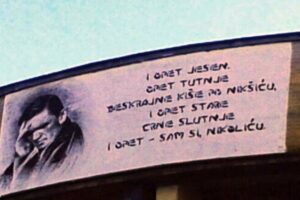 I OPET JESEN.
OPET TUTNJE
BESKRAJNE KIŠE PO NIKŠIĆU,
I OPET STARE
CRNE SLUTNJE
I OPET - SAM SI, NIKOLIĆU.